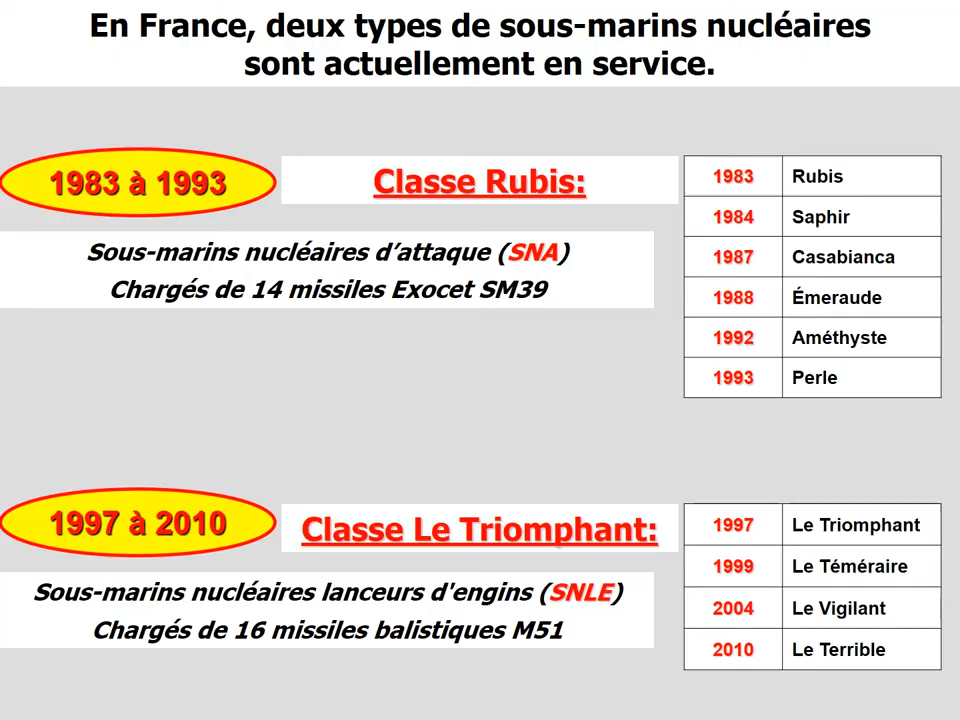 En France, deux types de sous-marins nucléaires
sont actuellement en service.
1983 à 1993
Classe Rubis:
Sous-marins nucléaires d’attaque (SNA)
Chargés de 14 missiles Exocet SM39
1983 Rubis
1984 Saphir
1987 Casabianca
1988 Émeraude
1992 Améthyste
1993 Perle
1997 à 2010
Classe Le Triomphant:
Sous-marins nucléaires lanceurs d'engins (SNLE)
Chargés de 16 missiles balistiques M51
1997 Le Triomphant
1999 Le Téméraire
2004 Le Vigilant
2010 Le Terrible